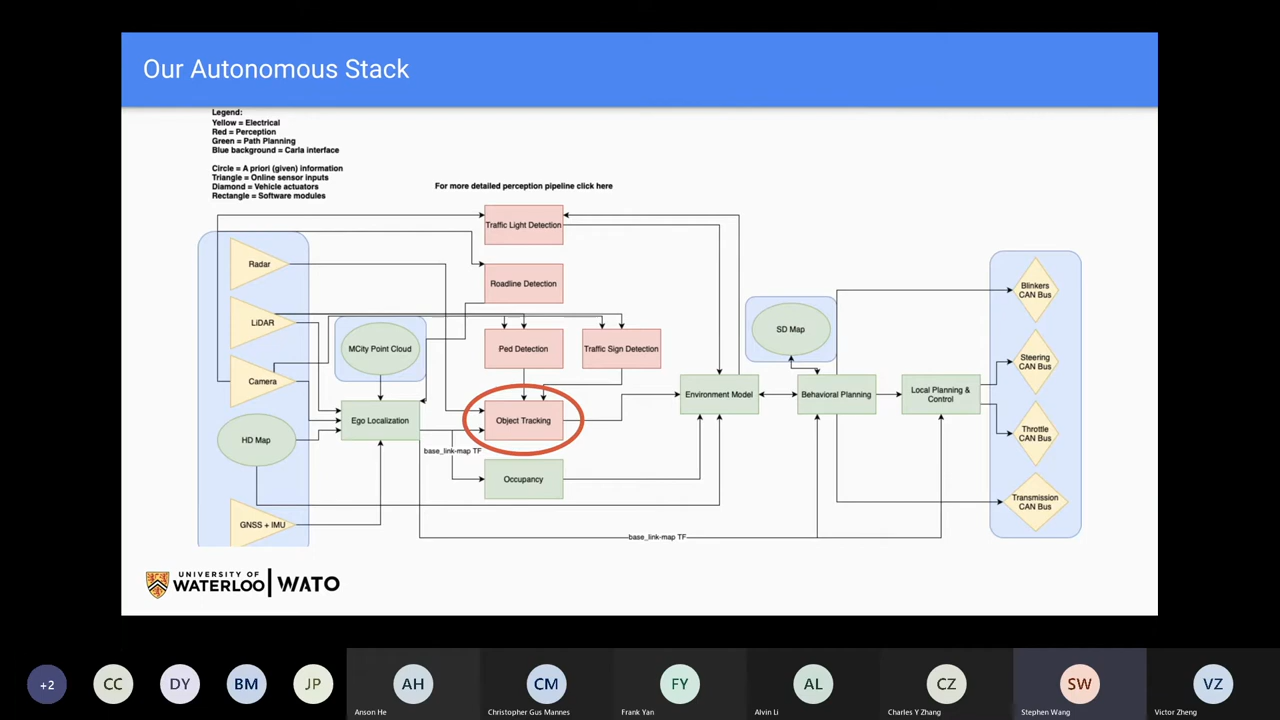 Our Autonomous Stack
Legend:
Yellow = Electrical
Red = Perception
Green = Path Planning
Blue background = Carla interface
Circle = A priori (given) information
Triangle = Online sensor inputs
Diamond = Vehicle actuators
Rectangle = Software modules
For more detailed perception pipeline click here
Traffic Light Detection
Radar
Roadline Detection
Blinkers
CAN Bus
LiDAR
SD Map
MCity Point Cloud
Ped Detection
Traffic Sign Detection
Steering
CAN Bus
Camera
Environment Model
Behavioral Planning
Local Planning &
Control
Ego Localization
Object Tracking
HD Map
Throttle
CAN Bus
base_link-map TF
Occupancy
Transmission
CAN Bus
GNSS + IMU
base_link-map TF
UNIVERSITY OF
WATERLOO
WATO
+2
CC
DY
BM
JP
AH
CM
FY
AL
CZ
SW
VZ
Anson He
Christopher Gus Mannes
Frank Yan
Alvin Li
Charles Y Zhang
Stephen Wang
Victor Zheng